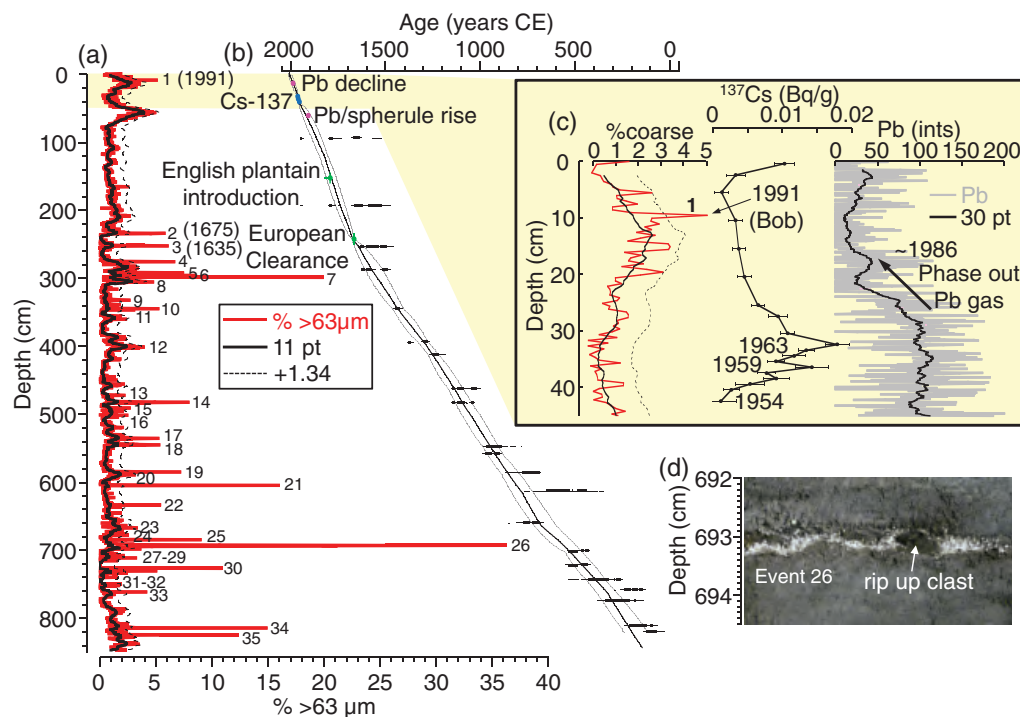 Age (years CE)
2000 1500 1000 500 0
(a)
(b)
0
100
200
300
400
500
600
700
800
Depth (cm)
1 (1991)
2 (1675)
3 (1635)
4
5
6
7
8
9
10
11
12
13
14
15
16
17
18
19
20
21
22
23
24
25
26
27-29
30
31-32
33
34
35
% >63µm
11 pt
+1.34
0 5 10 15 20 25 30 35 40
% >63 µm
Pb decline
Cs-137
Pb/spherule rise
English plantain
introduction
European
Clearance
(c)
137Cs (Bq/g)
0 0.01 0.02
%coarse
0 1 2 3 4 5
Pb (ints)
0 50 100 200
0
10
20
30
40
Depth (cm)
1
1991
(Bob)
1963
1959
1954
Pb
30 pt
~1986
Phase out
Pb gas
(d)
692
693
694
Depth (cm)
Event 26
rip up clast